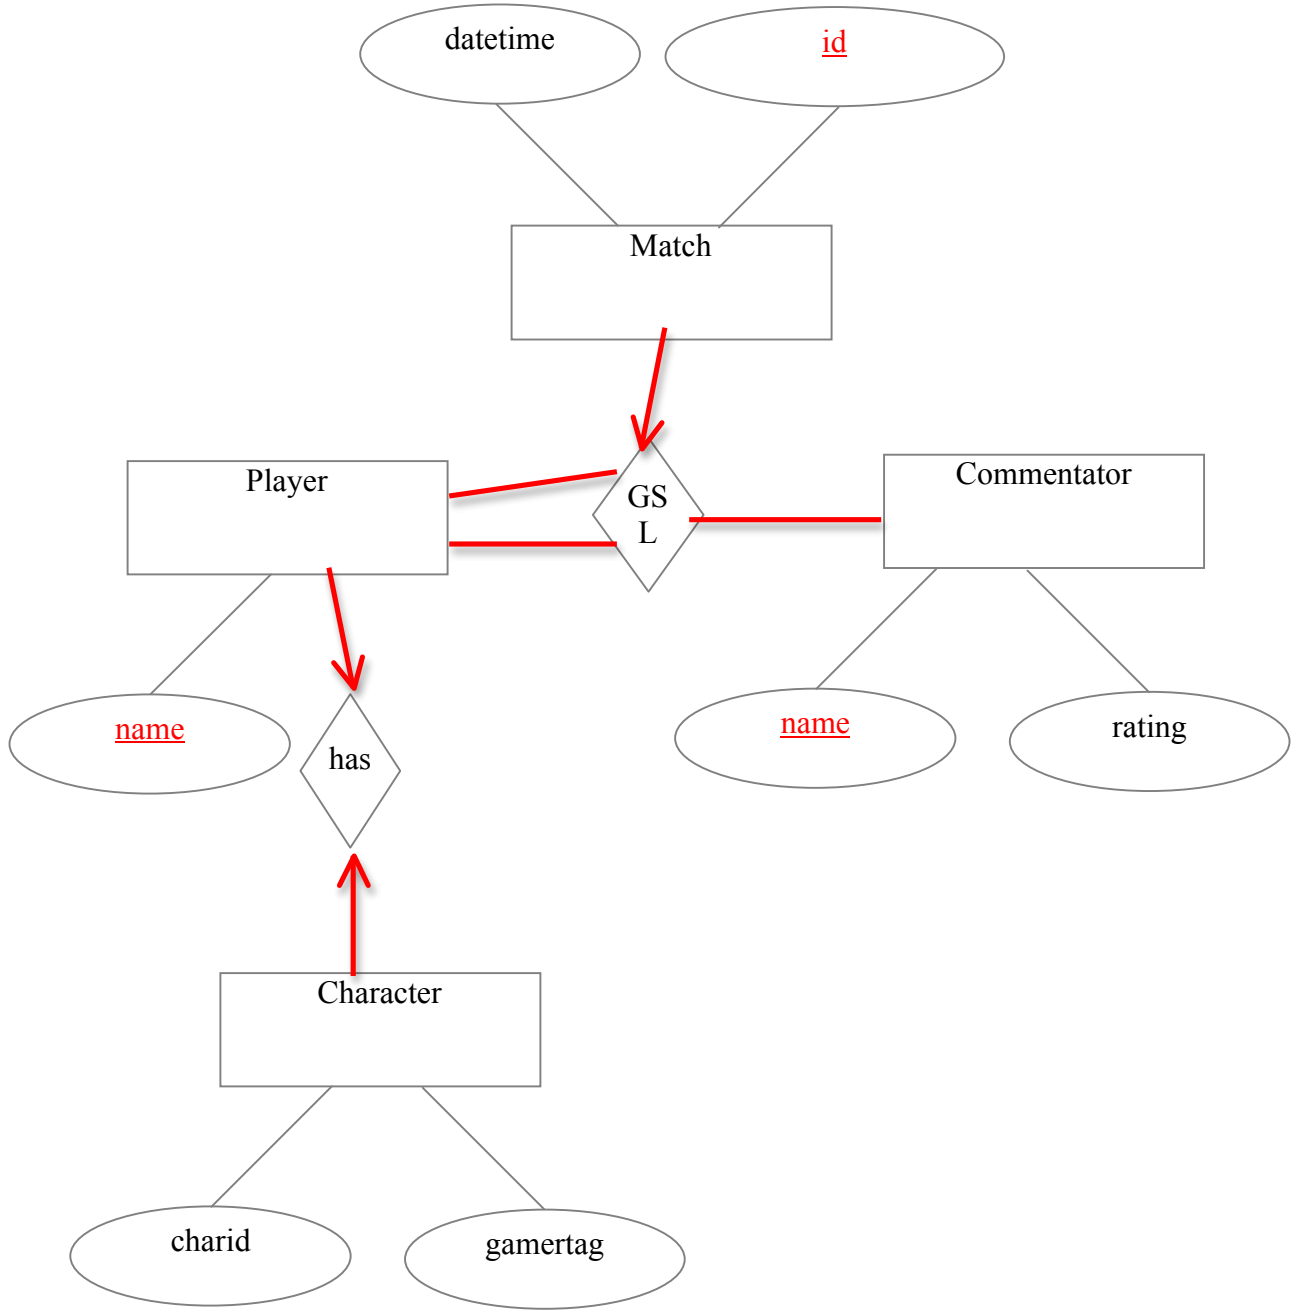 datetime
id
Match
Player
GS
L
Commentator
name
has
name
rating
Character
charid
gamertag